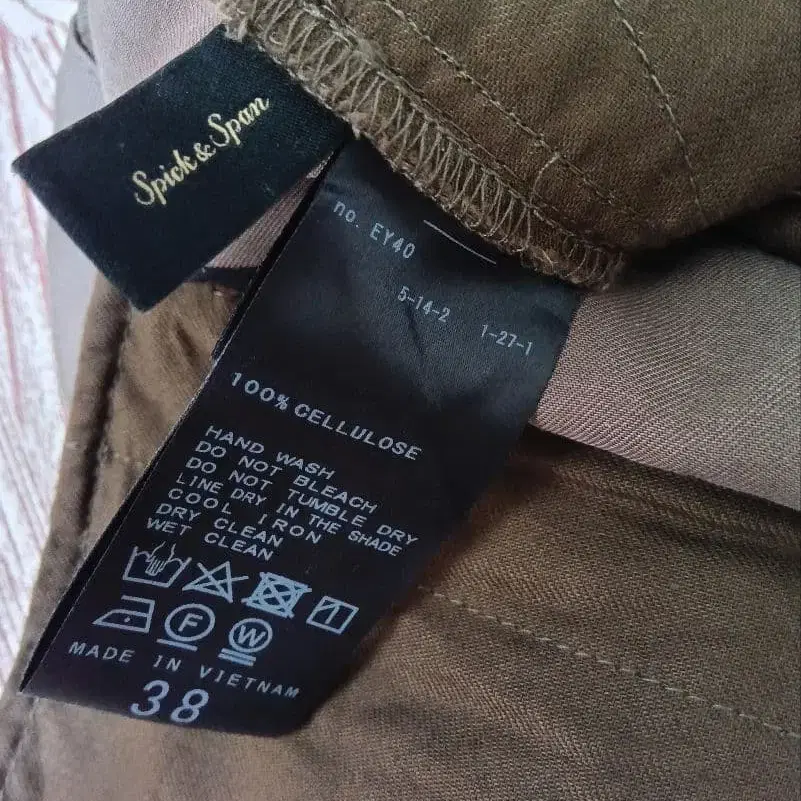 Spick & Span
no. EY40
5-14-2 1-27-1
100% CELLULOSE
HAND WASH
DO NOT BLEACH
DO NOT TUMBLE DRY
LINE DRY IN THE SHADE
COOL IRON
DRY CLEAN
WET CLEAN
F W
MADE IN VIETNAM
38